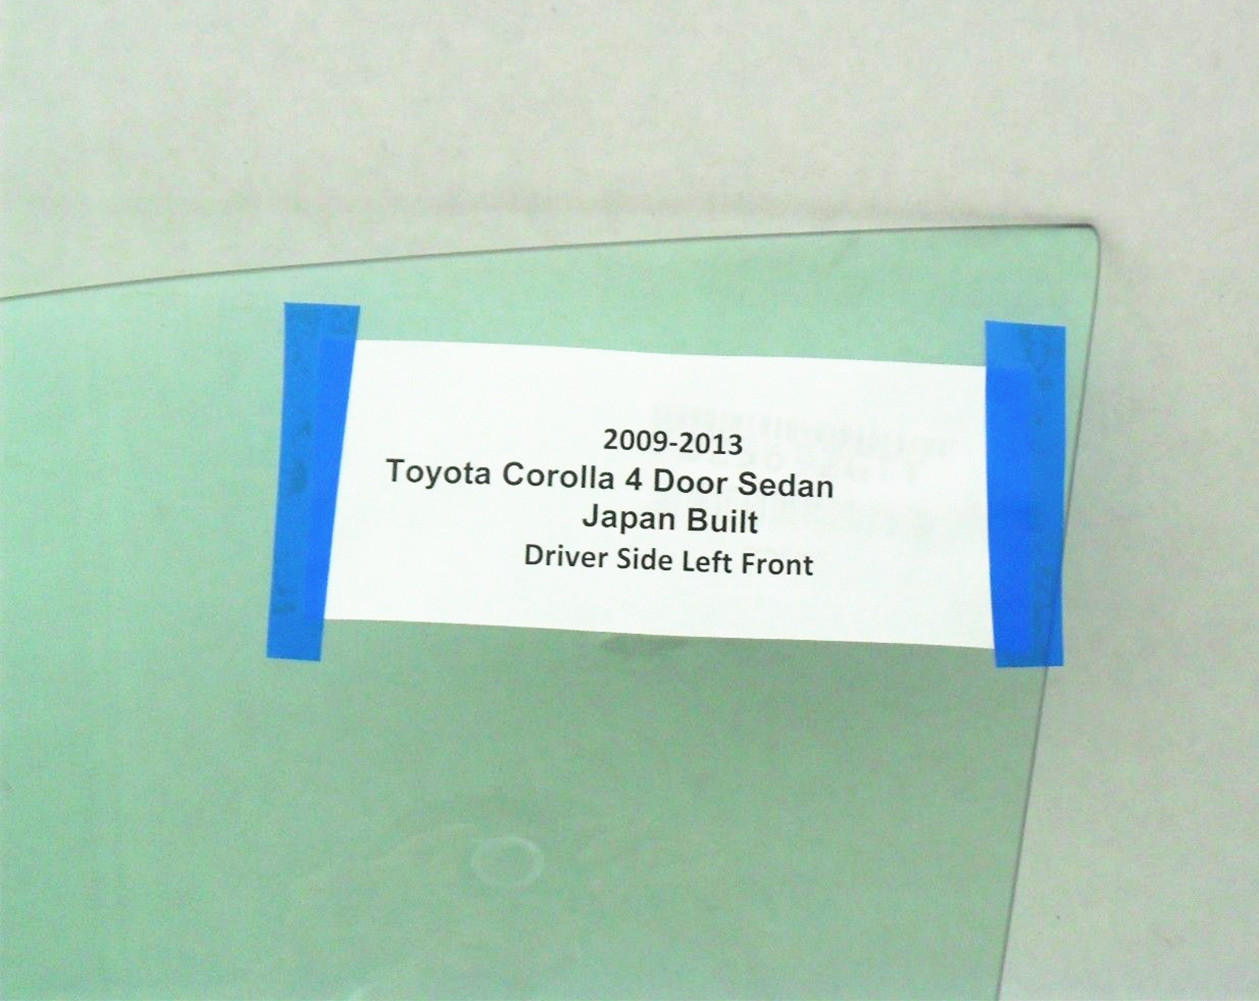 2009-2013
Toyota Corolla 4 Door Sedan
Japan Built
Driver Side Left Front